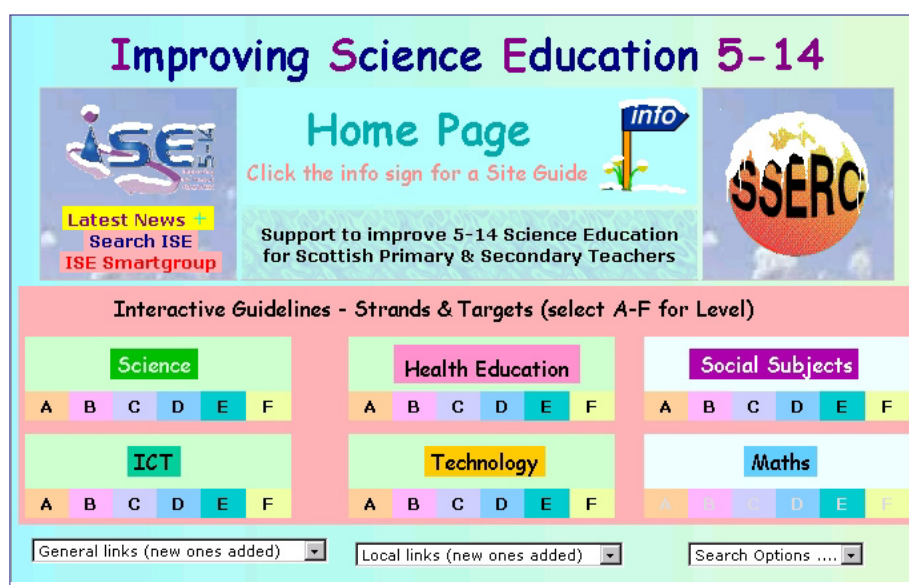 Improving Science Education 5-14
ISE 5-14
Home Page
info
SSERC
Click the info sign for a Site Guide
Latest News +
Search ISE
ISE Smartgroup
Support to improve 5-14 Science Education
for Scottish Primary & Secondary Teachers
Interactive Guidelines - Strands & Targets (select A-F for Level)
Science Health Education Social Subjects
A B C D E F A B C D E F A B C D E F
ICT Technology Maths
A B C D E F A B C D E F A B C D E F
General links (new ones added) Local links (new ones added) Search Options ....